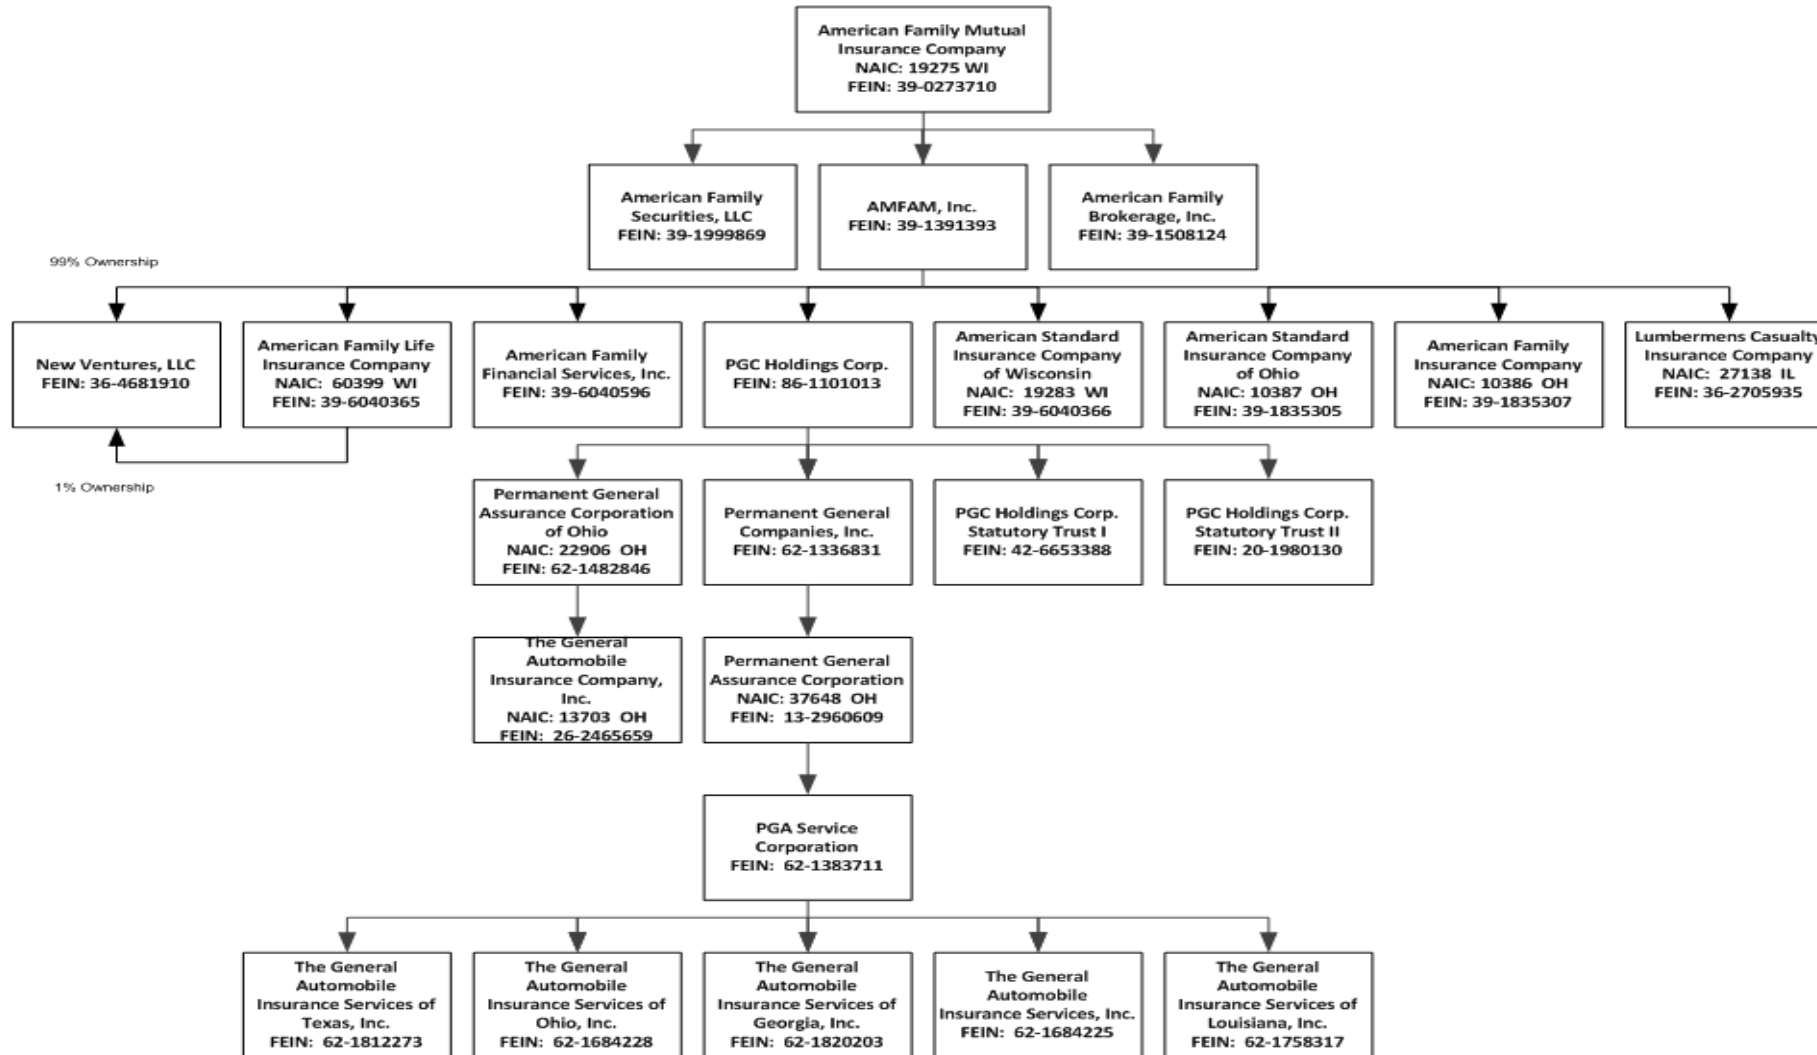 American Family Mutual
Insurance Company
NAIC: 19275 WI
FEIN: 39-0273710
American Family
Securities, LLC
FEIN: 39-1999869
AMFAM, Inc.
FEIN: 39-1391393
American Family
Brokerage, Inc.
FEIN: 39-1508124
99% Ownership
New Ventures, LLC
FEIN: 36-4681910
American Family Life
Insurance Company
NAIC: 60399 WI
FEIN: 39-6040365
American Family
Financial Services, Inc.
FEIN: 39-6040596
PGC Holdings Corp.
FEIN: 86-1101013
American Standard
Insurance Company
of Wisconsin
NAIC: 19283 WI
FEIN: 39-6040366
American Standard
Insurance Company
of Ohio
NAIC: 10387 OH
FEIN: 39-1835305
American Family
Insurance Company
NAIC: 10386 OH
FEIN: 39-1835307
Lumbermens Casualty
Insurance Company
NAIC: 27138 IL
FEIN: 36-2705935
1% Ownership
Permanent General
Assurance Corporation
of Ohio
NAIC: 22906 OH
FEIN: 62-1482846
Permanent General
Companies, Inc.
FEIN: 62-1336831
PGC Holdings Corp.
Statutory Trust I
FEIN: 42-6653388
PGC Holdings Corp.
Statutory Trust II
FEIN: 20-1980130
The General
Automobile
Insurance Company,
Inc.
NAIC: 13703 OH
FEIN: 26-2465659
Permanent General
Assurance Corporation
NAIC: 37648 OH
FEIN: 13-2960609
PGA Service
Corporation
FEIN: 62-1383711
The General
Automobile
Insurance Services of
Texas, Inc.
FEIN: 62-1812273
The General
Automobile
Insurance Services of
Ohio, Inc.
FEIN: 62-1684228
The General
Automobile
Insurance Services of
Georgia, Inc.
FEIN: 62-1820203
The General
Automobile
Insurance Services, Inc.
FEIN: 62-1684225
The General
Automobile
Insurance Services of
Louisiana, Inc.
FEIN: 62-1758317